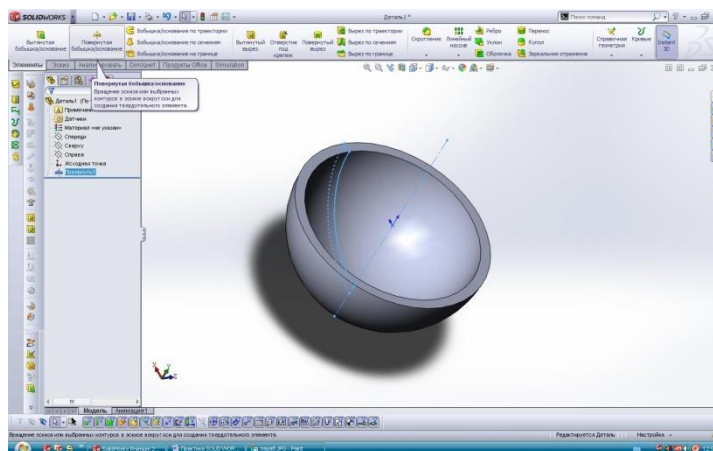 SOLIDWORKS
Деталь1 *
Поиск команд
Вытянутая бобышка/основание
Повернутая бобышка/основание
Бобышка/основание по траектории
Бобышка/основание по сечениям
Бобышка/основание на границе
Вытянутый вырез
Отверстие под крепеж
Повернутый вырез
Вырез по траектории
Вырез по сечениям
Вырез по границе
Скругление
Линейный массив
Ребро
Уклон
Оболочка
Перенос
Купол
Зеркальное отражение
Справочная геометрия
Кривые
Instant 3D
Элементы
Эскиз
Анализировать
DimXpert
Продукты Office
Simulation
Повернутая бобышка/основание
Вращение эскиза или выбранных
контуров в эскизе вокруг оси для
создания твердотельного элемента.
Деталь1 (По
Примечания
Датчики
Материал <не указан>
Спереди
Сверху
Справа
Исходная точка
Повернуть1
Модель
Анимация1
Вращение эскиза или выбранных контуров в эскизе вокруг оси для создания твердотельного элемента.
Редактируется Деталь
Настройка